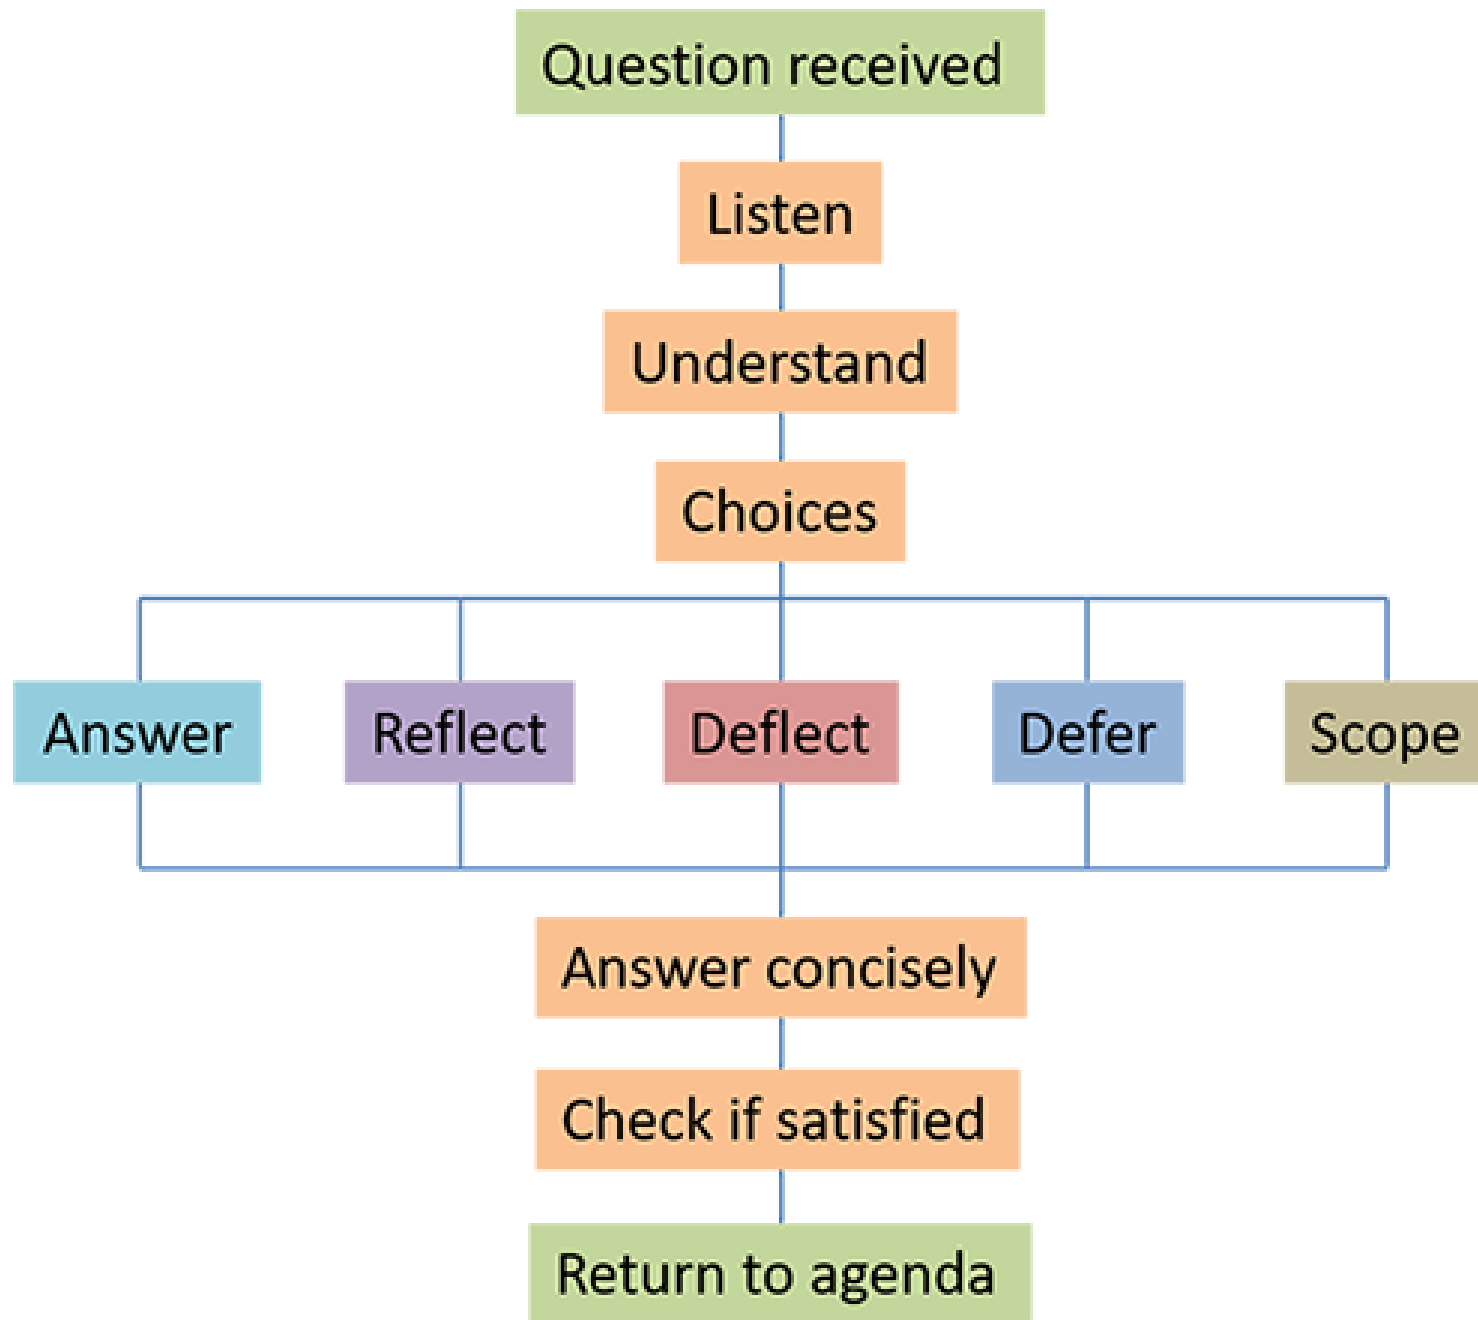 Question received
Listen
Understand
Choices
Answer
Reflect
Deflect
Defer
Scope
Answer concisely
Check if satisfied
Return to agenda